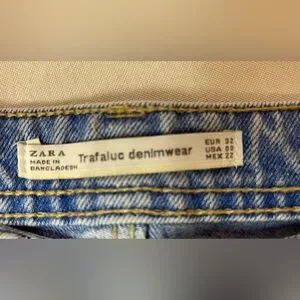 ZARA
MADE IN
BANGLADESH
Trafaluc denimwear
EUR 32
USA 00
MEX 22